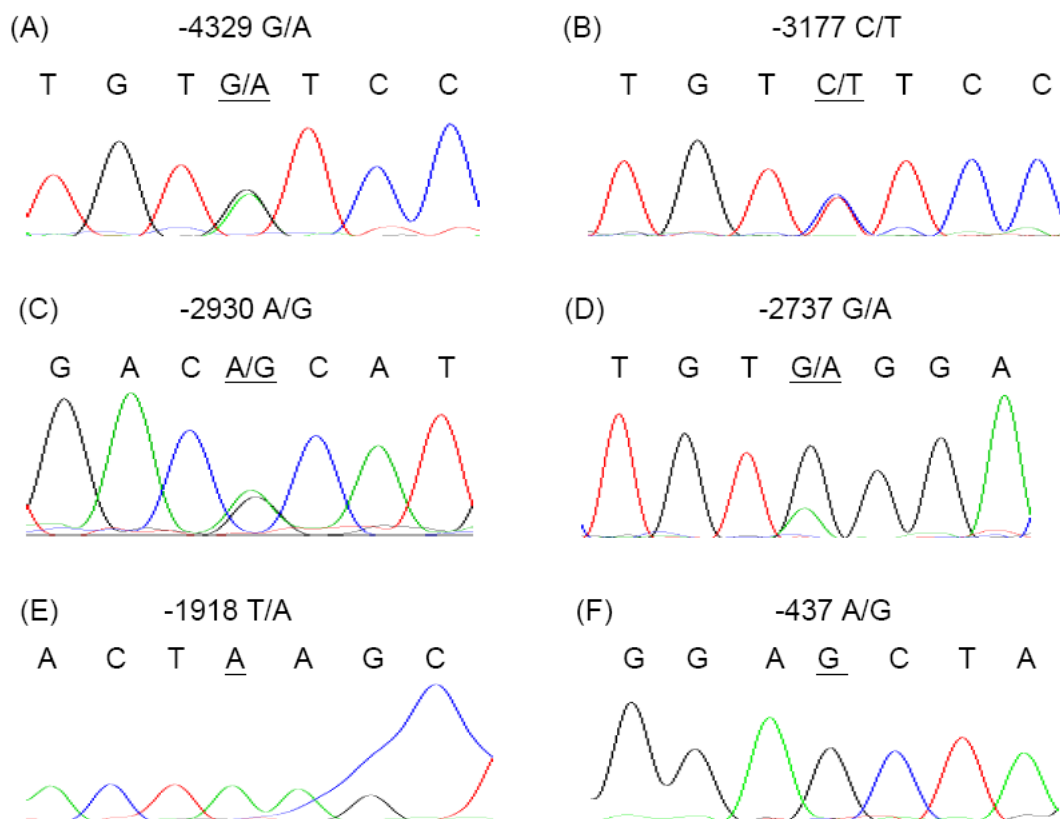 (A) -4329 G/A
T G T G/A T C C
(B) -3177 C/T
T G T C/T T C C
(C) -2930 A/G
G A C A/G C A T
(D) -2737 G/A
T G T G/A G G A
(E) -1918 T/A
A C T A A G C
(F) -437 A/G
G G A G C T A